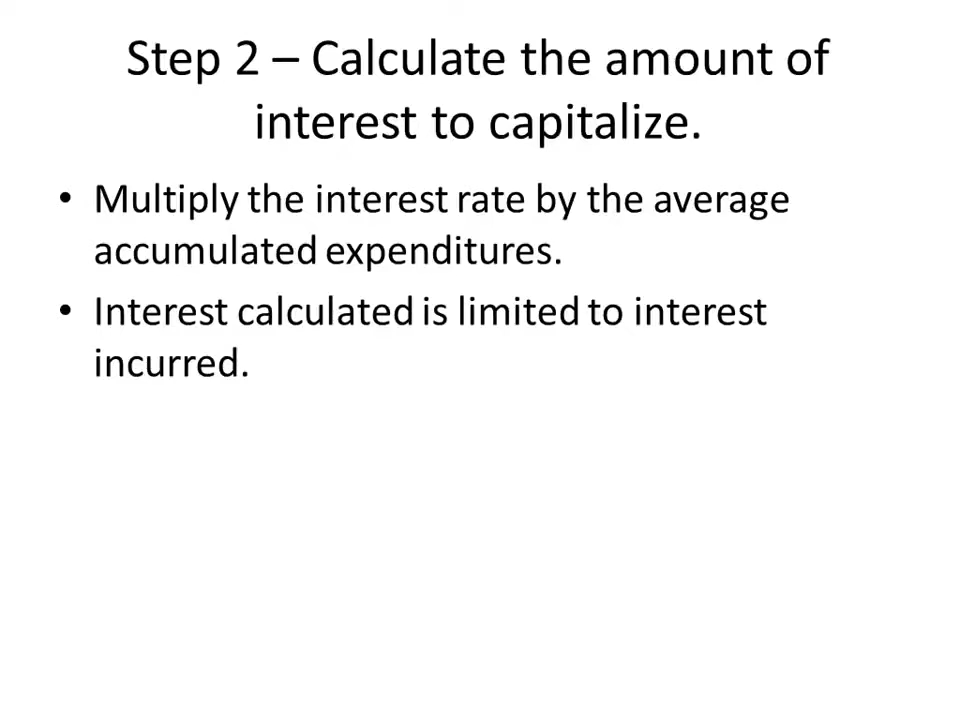 Step 2 – Calculate the amount of
interest to capitalize.
• Multiply the interest rate by the average
accumulated expenditures.
• Interest calculated is limited to interest
incurred.